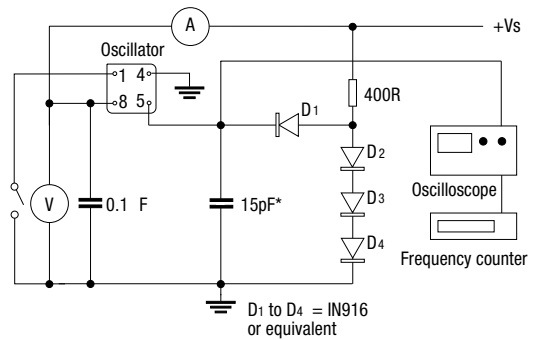 A
+Vs
Oscillator
1 4
8 5
400R
D1
D2
D3
D4
V
0.1 F
15pF*
Oscilloscope
Frequency counter
D1 to D4 = IN916
or equivalent